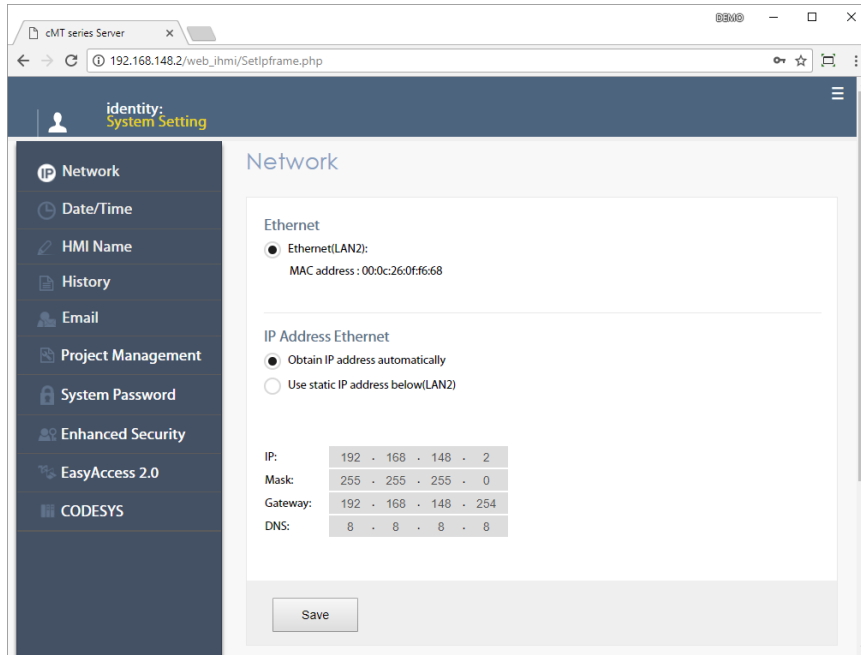 cMT series Server
DEMO
192.168.148.2/web_ihmi/SetIpframe.php
identity:
System Setting
IP Network
Date/Time
HMI Name
History
Email
Project Management
System Password
Enhanced Security
EasyAccess 2.0
CODESYS
Network
Ethernet
Ethernet(LAN2):
MAC address : 00:0c:26:0f:f6:68
IP Address Ethernet
Obtain IP address automatically
Use static IP address below(LAN2)
IP: 192 . 168 . 148 . 2
Mask: 255 . 255 . 255 . 0
Gateway: 192 . 168 . 148 . 254
DNS: 8 . 8 . 8 . 8
Save